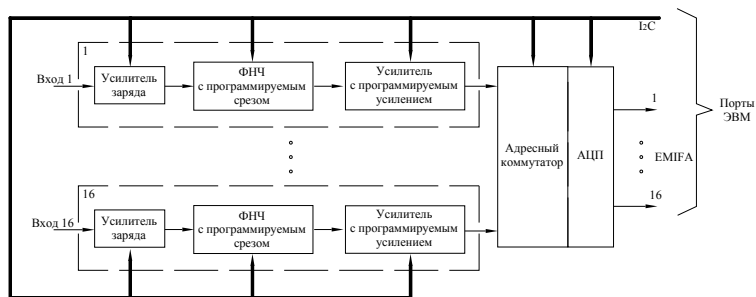 I2C
1
Вход 1
Усилитель
заряда
ФНЧ
с программируемым
срезом
Усилитель
с программируемым
усилением
16
Вход 16
Усилитель
заряда
ФНЧ
с программируемым
срезом
Усилитель
с программируемым
усилением
Адресный
коммутатор
АЦП
1
EMIFA
16
Порты
ЭВМ